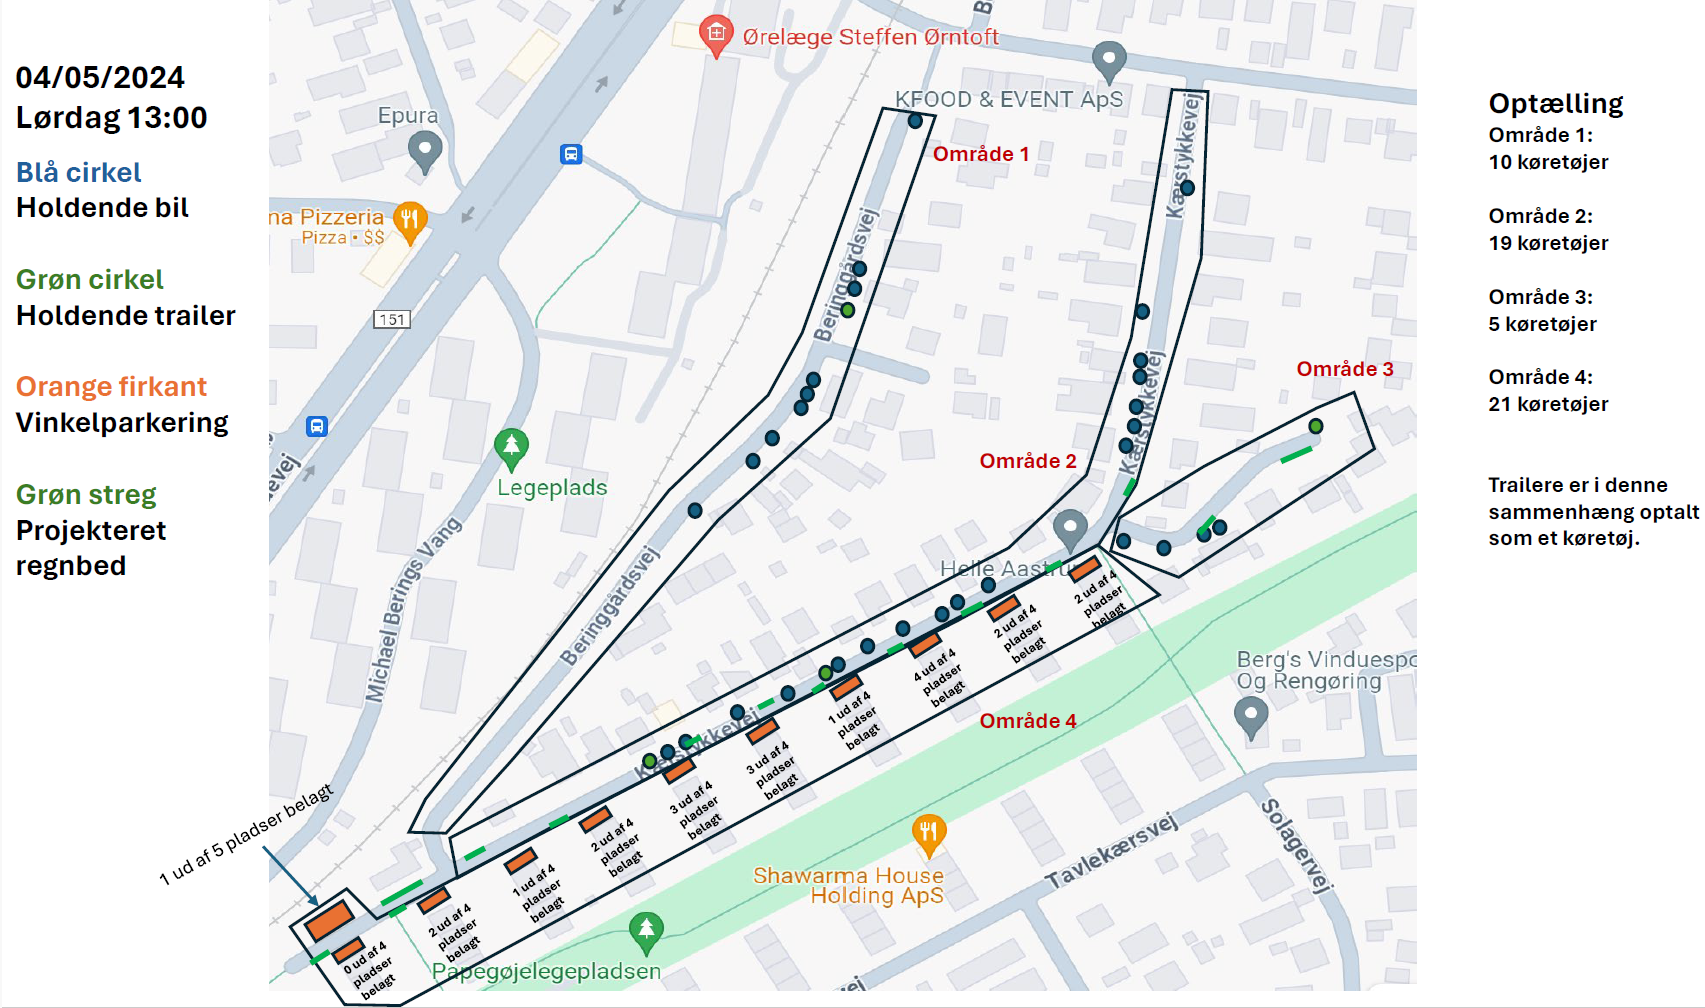 04/05/2024
Lørdag 13:00
Blå cirkel
Holdende bil
Grøn cirkel
Holdende trailer
Orange firkant
Vinkelparkering
Grøn streg
Projekteret
regnbed
Ørelæge Steffen Ørntoft
Epura
KFOOD & EVENT ApS
Område 1
na Pizzeria
Pizza • $$
151
Beringgårdsvej
Kærstykkevej
Kærstykkevej
Område 3
Område 2
Legeplads
Michael Berings Vang
evej
Beringgårdsvej
Helle Aastru
Kærstykkevej
Område 4
Berg's Vinduespo
Og Rengøring
1 ud af 5 pladser belagt
0 ud af 4
pladser
belagt
2 ud af 4
pladser
belagt
1 ud af 4
pladser
belagt
2 ud af 4
pladser
belagt
3 ud af 4
pladser
belagt
3 ud af 4
pladser
belagt
1 ud af 4
pladser
belagt
4 ud af 4
pladser
belagt
2 ud af 4
pladser
belagt
2 ud af 4
pladser
belagt
Shawarma House
Holding ApS
Tavlekærsvej
Solagervej
Papegøjelegepladsen
vej
Optælling
Område 1:
10 køretøjer
Område 2:
19 køretøjer
Område 3:
5 køretøjer
Område 4:
21 køretøjer
Trailere er i denne
sammenhæng optalt
som et køretøj.